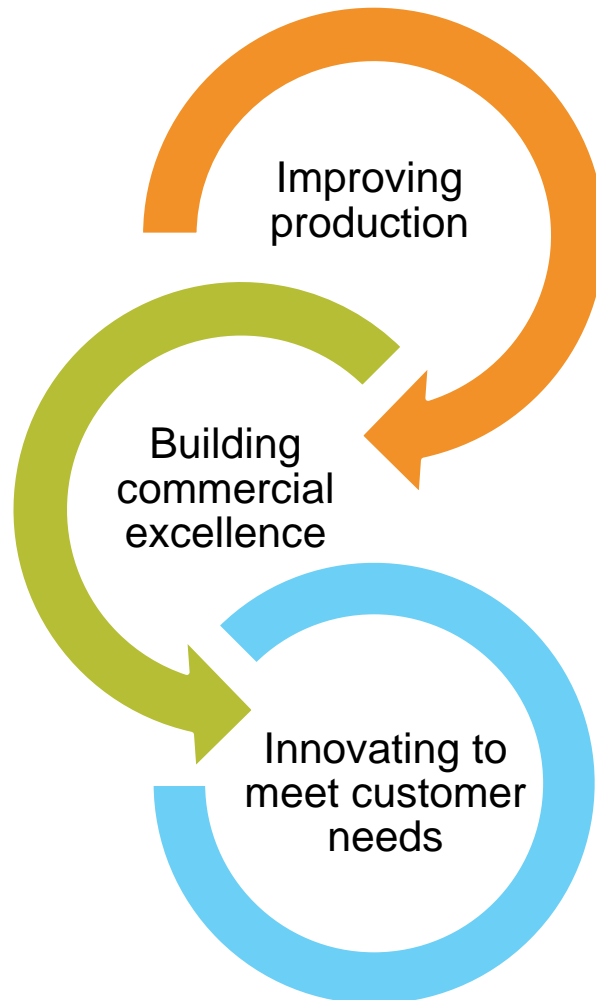 Improving
production
Building
commercial
excellence
Innovating to
meet customer
needs